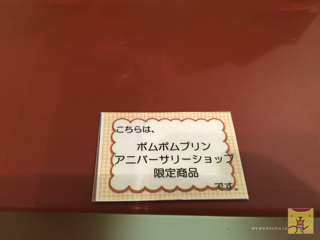 こちらは、
ポムポムプリン
アニバーサリーショップ
限定商品
です